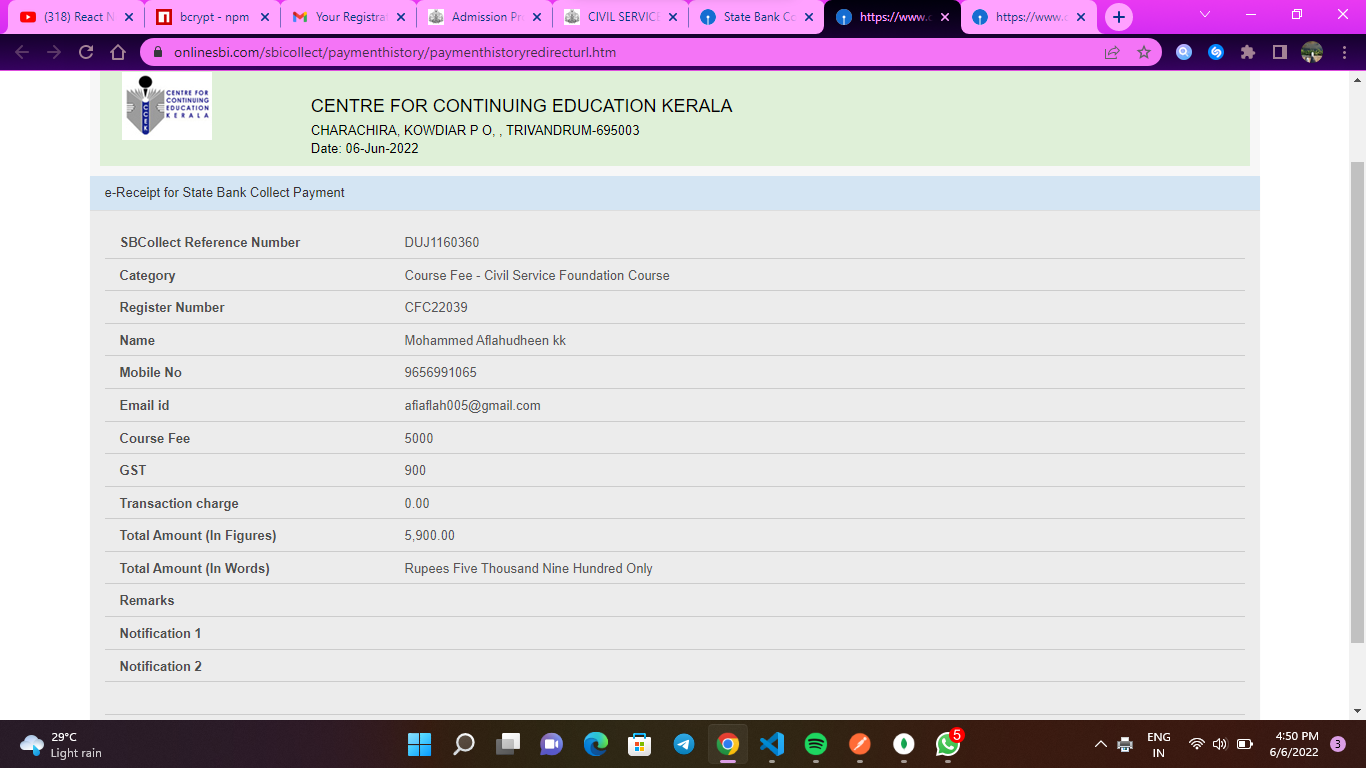 (318) React N
bcrypt - npm
Your Registra
Admission Pr
CIVIL SERVICE
State Bank Co
https://www.o
https://www.o
onlinesbi.com/sbicollect/paymenthistory/paymenthistoryredirecturl.htm
CENTRE FOR
CONTINUING
EDUCATION
KERALA
CCEK
CENTRE FOR CONTINUING EDUCATION KERALA
CHARACHIRA, KOWDIAR P O, , TRIVANDRUM-695003
Date: 06-Jun-2022
e-Receipt for State Bank Collect Payment
SBCollect Reference Number DUJ1160360
Category Course Fee - Civil Service Foundation Course
Register Number CFC22039
Name Mohammed Aflahudheen kk
Mobile No 9656991065
Email id afiaflah005@gmail.com
Course Fee 5000
GST 900
Transaction charge 0.00
Total Amount (In Figures) 5,900.00
Total Amount (In Words) Rupees Five Thousand Nine Hundred Only
Remarks
Notification 1
Notification 2
29°C
Light rain
5
ENG
IN
4:50 PM
6/6/2022
3